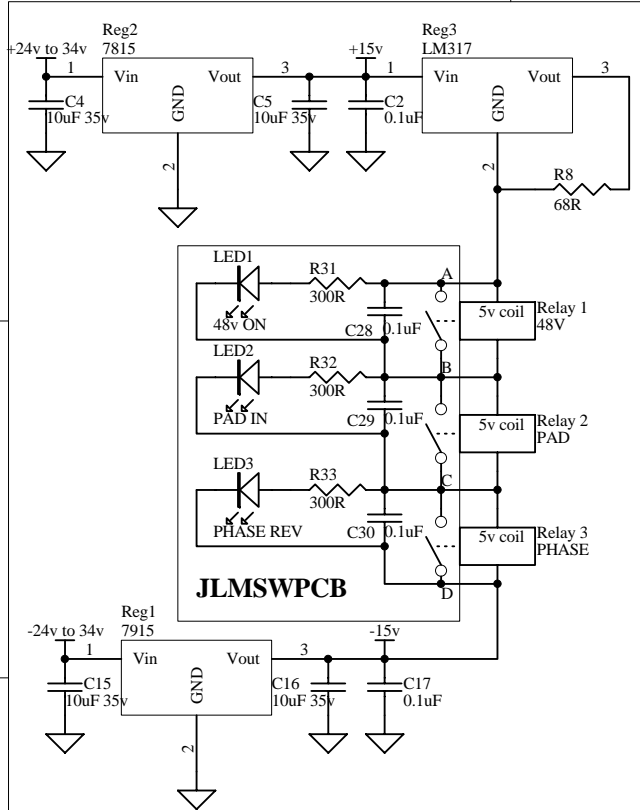 Reg2
7815
Reg3
LM317
+24v to 34v
+15v
1
Vin
Vout
3
1
Vin
Vout
3
GND
GND
C4
10uF 35v
C5
10uF 35v
C2
0.1uF
2
2
R8
68R
LED1
R31
300R
A
48v ON
C28
0.1uF
5v coil
Relay 1
48V
LED2
R32
300R
B
PAD IN
C29
0.1uF
5v coil
Relay 2
PAD
LED3
R33
300R
C
PHASE REV
C30
0.1uF
5v coil
Relay 3
PHASE
JLMSWPCB
D
Reg1
7915
-24v to 34v
-15v
1
Vin
Vout
3
GND
C15
10uF 35v
C16
10uF 35v
C17
0.1uF
2